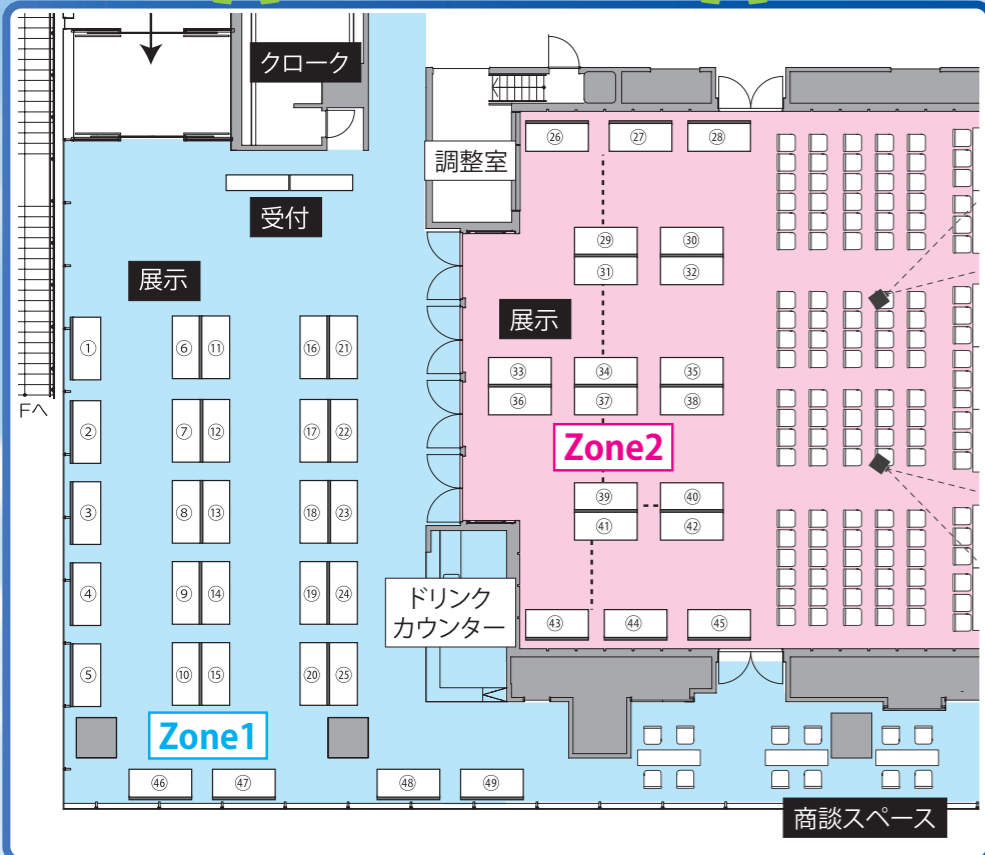 クローク
調整室
受付
展示
展示
㉖ ㉗ ㉘
㉙ ㉚
㉛ ㉜
㉝ ㉞ ㉟
㊱ ㊲ ㊳
Zone2
㊴ ㊵
㊶ ㊷
㊸ ㊹ ㊺
① ⑥ ⑪ ⑯ ㉑
Fへ
② ⑦ ⑫ ⑰ ㉒
③ ⑧ ⑬ ⑱ ㉓
④ ⑨ ⑭ ⑲ ㉔
ドリンク
カウンター
⑤ ⑩ ⑮ ⑳ ㉕
Zone1
㊻ ㊼ ㊽ ㊾
商談スペース